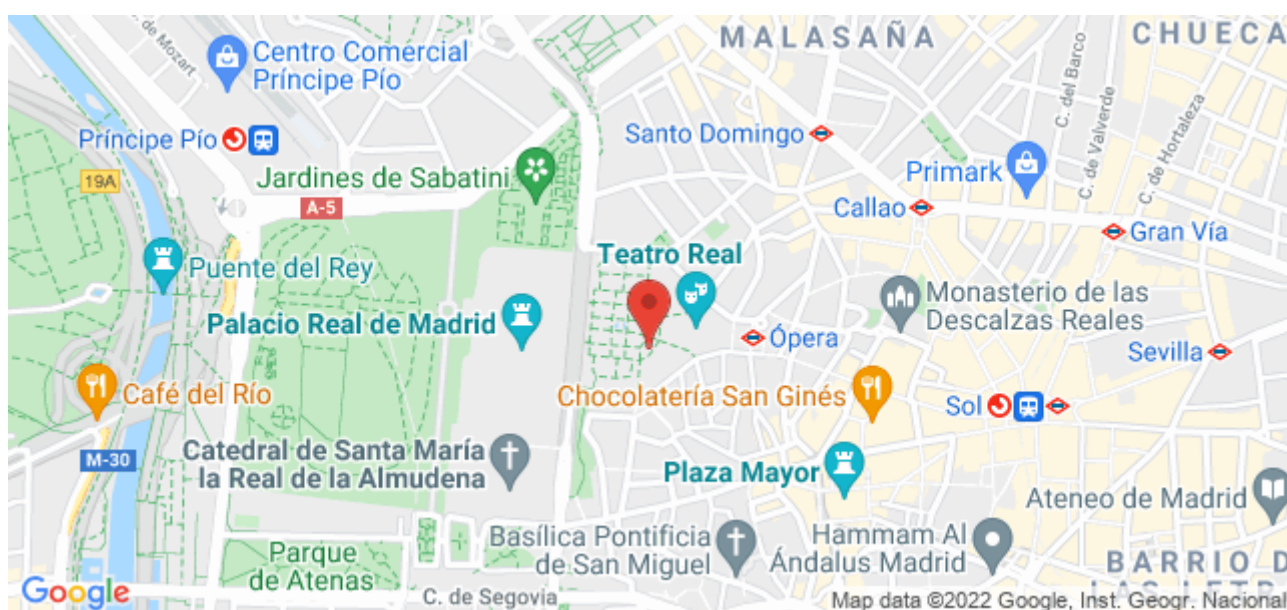 C. de Mozart
Centro Comercial
Príncipe Pío
MALASAÑA
CHUECA
C. del Barco
C. de Valverde
C. de Hortaleza
Príncipe Pío
Santo Domingo
19A
Jardines de Sabatini
Primark
A-5
Callao
Gran Vía
Puente del Rey
Teatro Real
Palacio Real de Madrid
Monasterio de las
Descalzas Reales
Ópera
Sevilla
Café del Río
Chocolatería San Ginés
Sol
M-30
Catedral de Santa María
la Real de la Almudena
Plaza Mayor
Ateneo de Madrid
Basílica Pontificia
de San Miguel
Hammam Al
Ándalus Madrid
Parque
de Atenas
BARRIO D
Google
C. de Segovia
Map data ©2022 Google, Inst. Geogr. Nacional